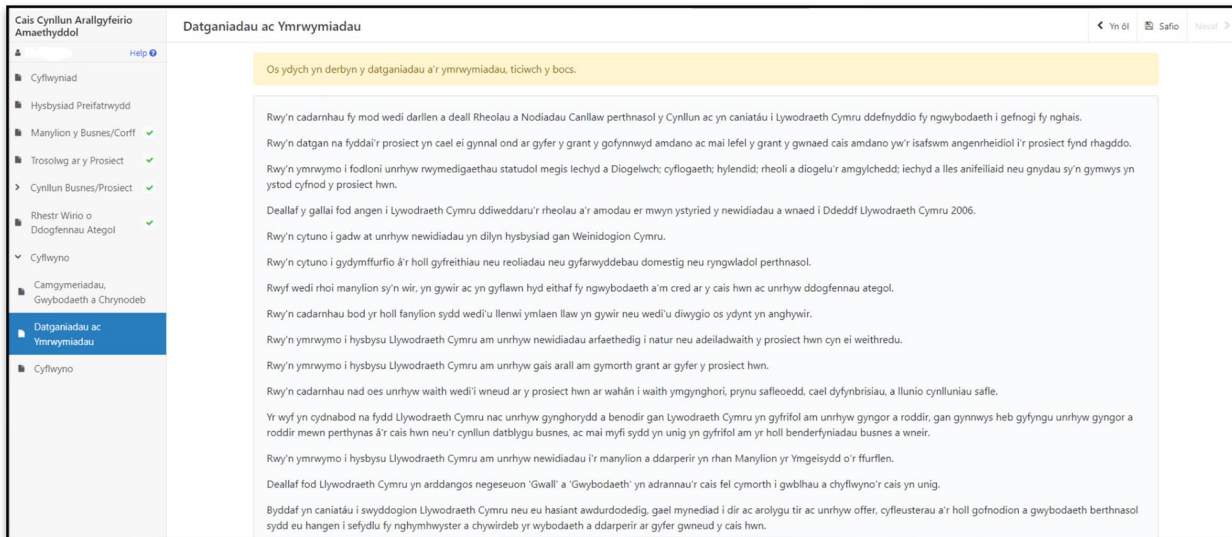 Cais Cynllun Arallgyfeirio
Amaethyddol
Help
Cyflwyniad
Hysbysiad Preifatrwydd
Manylion y Busnes/Corff
Trosolwg ar y Prosiect
Cynllun Busnes/Prosiect
Rhestr Wirio o
Ddogfennau Ategol
Cyflwyno
Camgymeriadau,
Gwybodaeth a Chrynodeb
Datganiadau ac
Ymrwymiadau
Cyflwyno
Datganiadau ac Ymrwymiadau
Yn ôl
Safio
Nesaf
Os ydych yn derbyn y datganiadau a'r ymrwymiadau, ticiwch y bocs.
Rwy'n cadarnhau fy mod wedi darllen a deall Rheolau a Nodiadau Canllaw perthnasol y Cynllun ac yn caniatáu i Lywodraeth Cymru ddefnyddio fy ngwybodaeth i gefnogi fy nghais.
Rwy'n datgan na fyddai'r prosiect yn cael ei gynnal ond ar gyfer y grant y gofynnwyd amdano ac mai lefel y grant y gwnaed cais amdano yw'r isafswm angenrheidiol i'r prosiect fynd rhagddo.
Rwy'n ymrwymo i fodloni unrhyw rwymedigaethau statudol megis Iechyd a Diogelwch; cyflogaeth; hylendid; rheoli a diogelu'r amgylchedd; iechyd a lles anifeiliaid neu gnydau sy'n gymwys yn
ystod cyfnod y prosiect hwn.
Deallaf y gallai fod angen i Lywodraeth Cymru ddiweddaru'r rheolau a'r amodau er mwyn ystyried y newidiadau a wnaed i Ddeddf Llywodraeth Cymru 2006.
Rwy'n cytuno i gadw at unrhyw newidiadau yn dilyn hysbysiad gan Weinidogion Cymru.
Rwy'n cytuno i gydymffurfio â'r holl gyfreithiau neu reoliadau neu gyfarwyddebau domestig neu ryngwladol perthnasol.
Rwyf wedi rhoi manylion sy'n wir, yn gywir ac yn gyflawn hyd eithaf fy ngwybodaeth a'm cred ar y cais hwn ac unrhyw ddogfennau ategol.
Rwy'n cadarnhau bod yr holl fanylion sydd wedi'u llenwi ymlaen llaw yn gywir neu wedi'u diwygio os ydynt yn anghywir.
Rwy'n ymrwymo i hysbysu Llywodraeth Cymru am unrhyw newidiadau arfaethedig i natur neu adeiladwaith y prosiect hwn cyn ei weithredu.
Rwy'n ymrwymo i hysbysu Llywodraeth Cymru am unrhyw gais arall am gymorth grant ar gyfer y prosiect hwn.
Rwy'n cadarnhau nad oes unrhyw waith wedi'i wneud ar y prosiect hwn ar wahân i waith ymgynghori, prynu safleoedd, cael dyfynbrisiau, a llunio cynlluniau safle.
Yr wyf yn cydnabod na fydd Llywodraeth Cymru nac unrhyw gynghorydd a benodir gan Lywodraeth Cymru yn gyfrifol am unrhyw gyngor a roddir, gan gynnwys heb gyfyngu unrhyw gyngor a
roddir mewn perthynas â'r cais hwn neu'r cynllun datblygu busnes, ac mai myfi sydd yn unig yn gyfrifol am yr holl benderfyniadau busnes a wneir.
Rwy'n ymrwymo i hysbysu Llywodraeth Cymru am unrhyw newidiadau i'r manylion a ddarperir yn rhan Manylion yr Ymgeisydd o'r ffurflen.
Deallaf fod Llywodraeth Cymru yn arddangos negeseuon 'Gwall' a 'Gwybodaeth' yn adrannau'r cais fel cymorth i gwblhau a chyflwyno'r cais yn unig.
Byddaf yn caniatáu i swyddogion Llywodraeth Cymru neu eu hasiant awdurdodedig, gael mynediad i dir ac arolygu tir ac unrhyw offer, cyfleusterau a'r holl gofnodion a gwybodaeth berthnasol
sydd eu hangen i sefydlu fy nghymhwyster a chywirdeb yr wybodaeth a ddarperir ar gyfer gwneud y cais hwn.